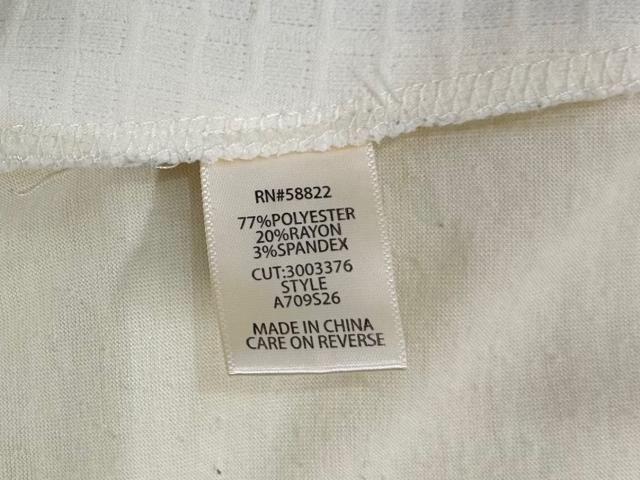 RN#58822
77%POLYESTER
20%RAYON
3%SPANDEX
CUT:3003376
STYLE
A709S26
MADE IN CHINA
CARE ON REVERSE